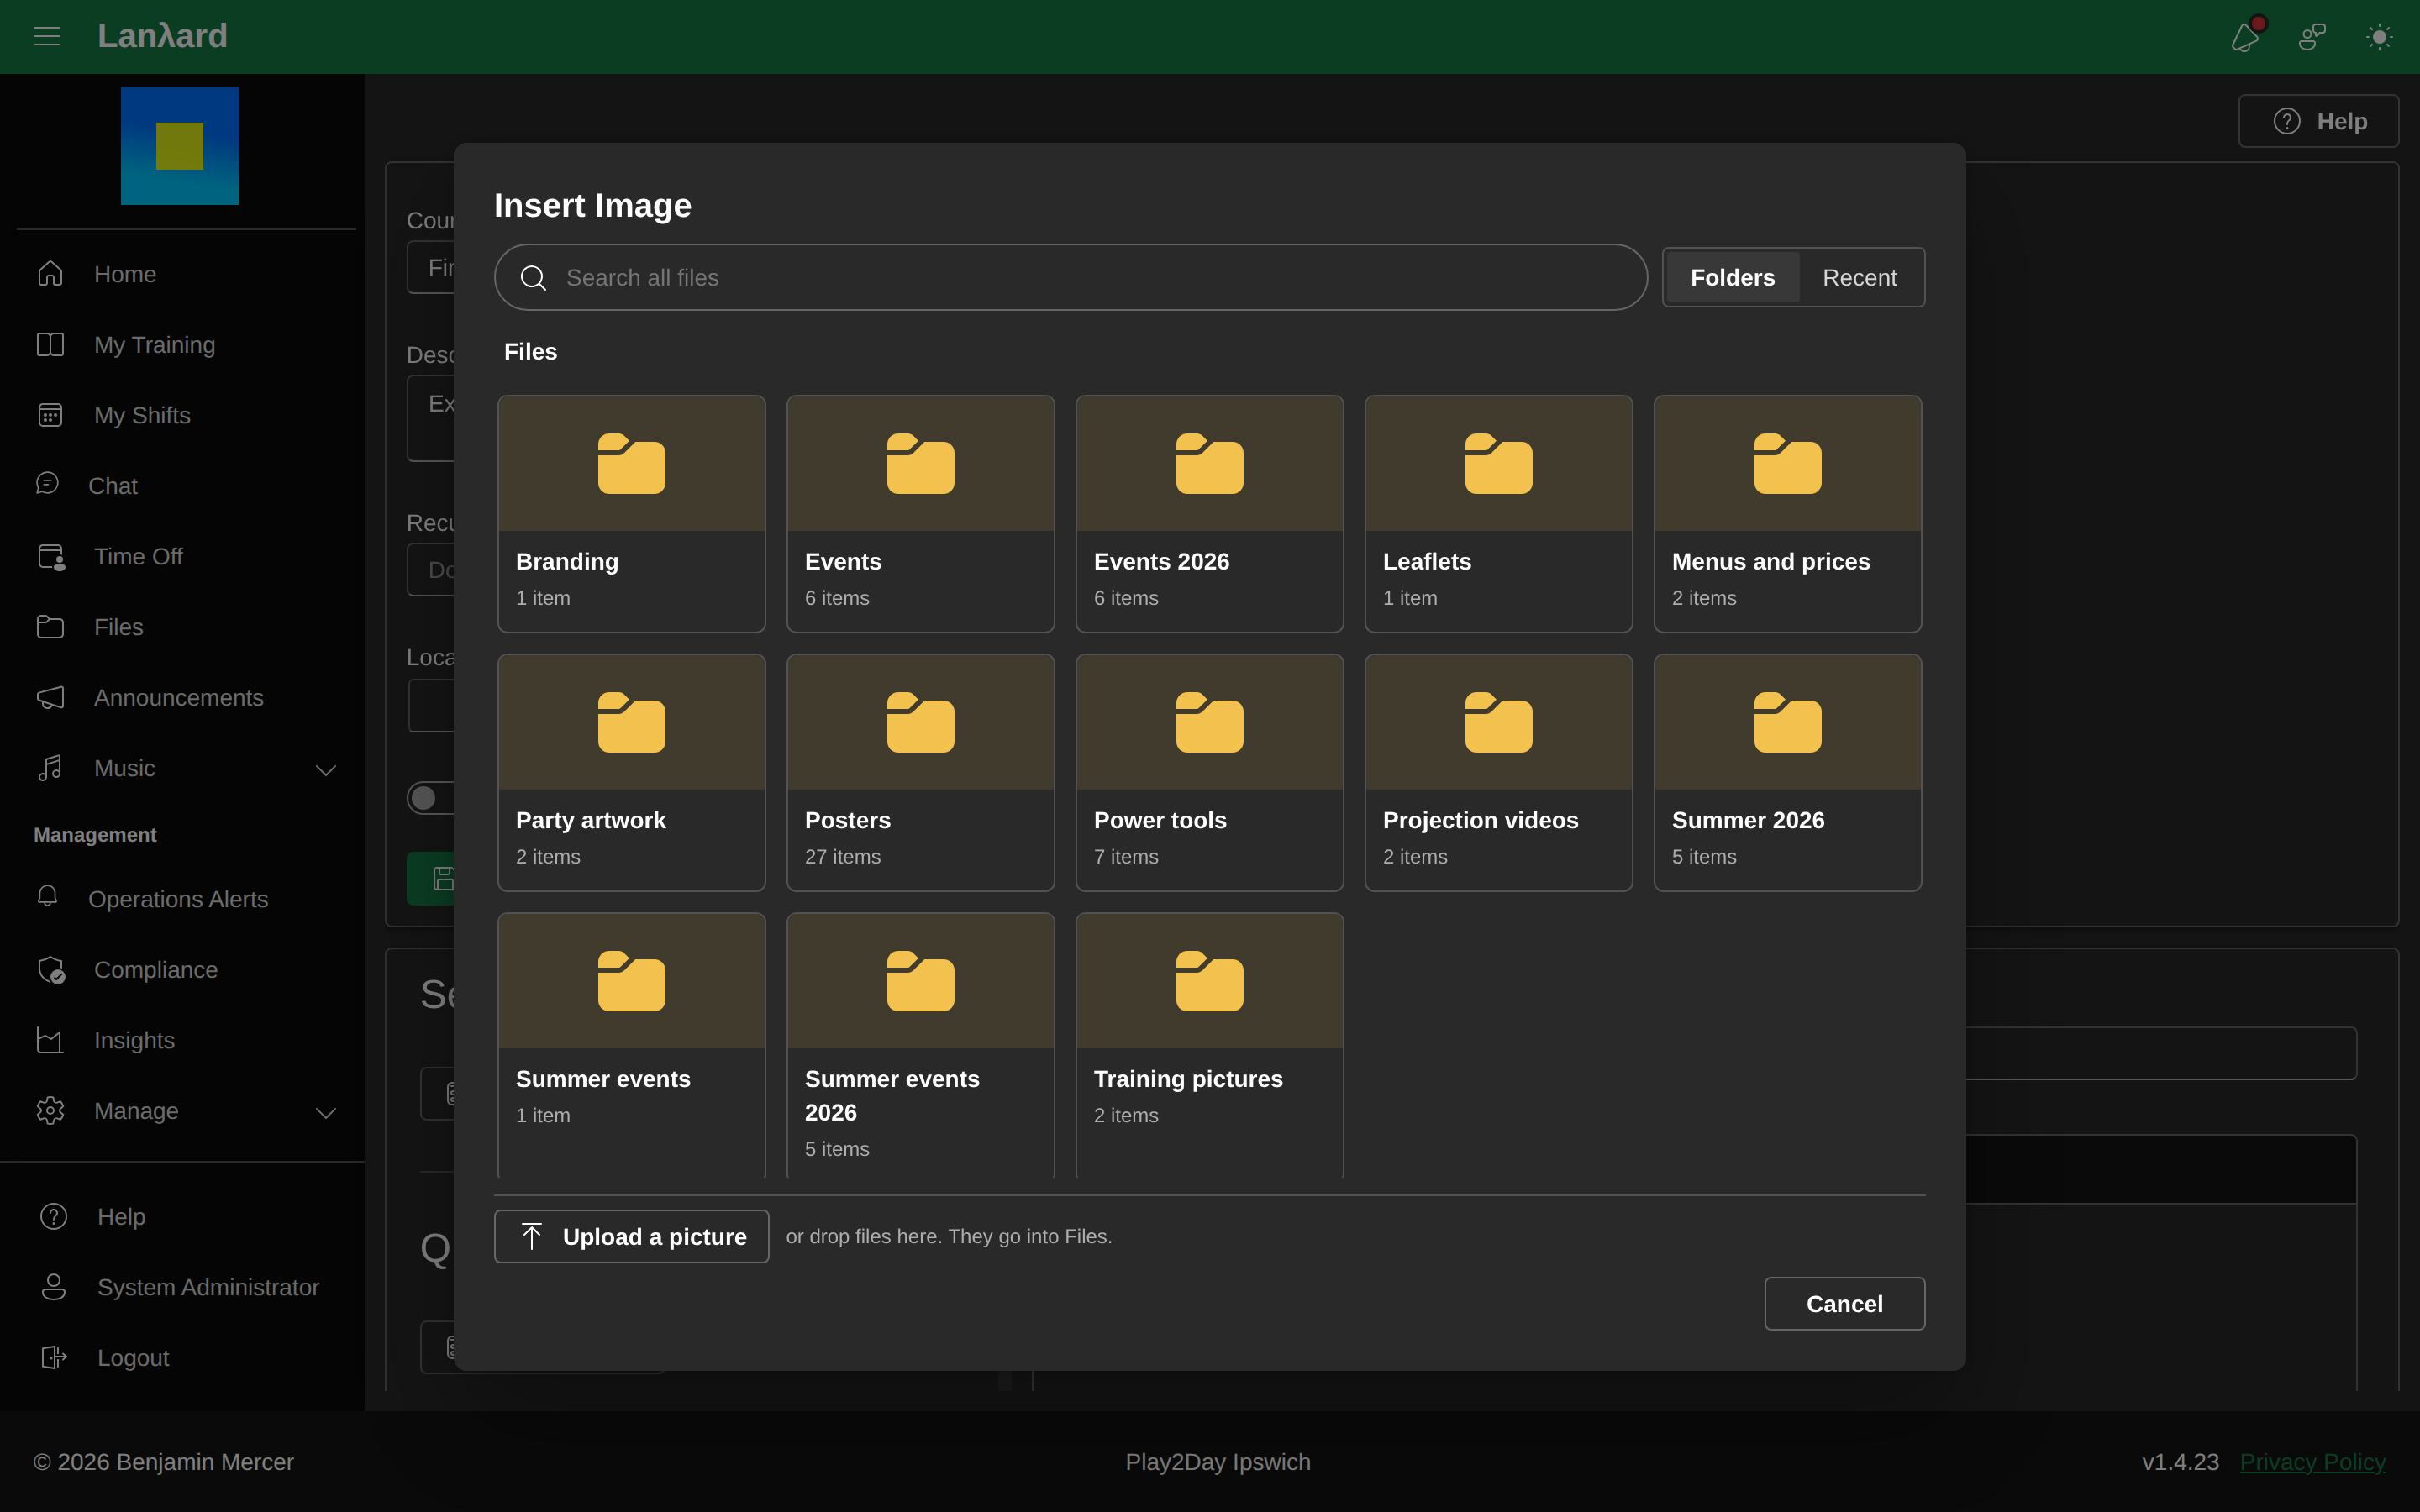 Lanλard
Help
Home
My Training
My Shifts
Chat
Time Off
Files
Announcements
Music
Management
Operations Alerts
Compliance
Insights
Manage
Help
System Administrator
Logout
Insert Image
Search all files
Folders
Recent
Files
Branding
1 item
Events
6 items
Events 2026
6 items
Leaflets
1 item
Menus and prices
2 items
Party artwork
2 items
Posters
27 items
Power tools
7 items
Projection videos
2 items
Summer 2026
5 items
Summer events
1 item
Summer events
2026
5 items
Training pictures
2 items
Upload a picture
or drop files here. They go into Files.
Cancel
© 2026 Benjamin Mercer
Play2Day Ipswich
v1.4.23
Privacy Policy